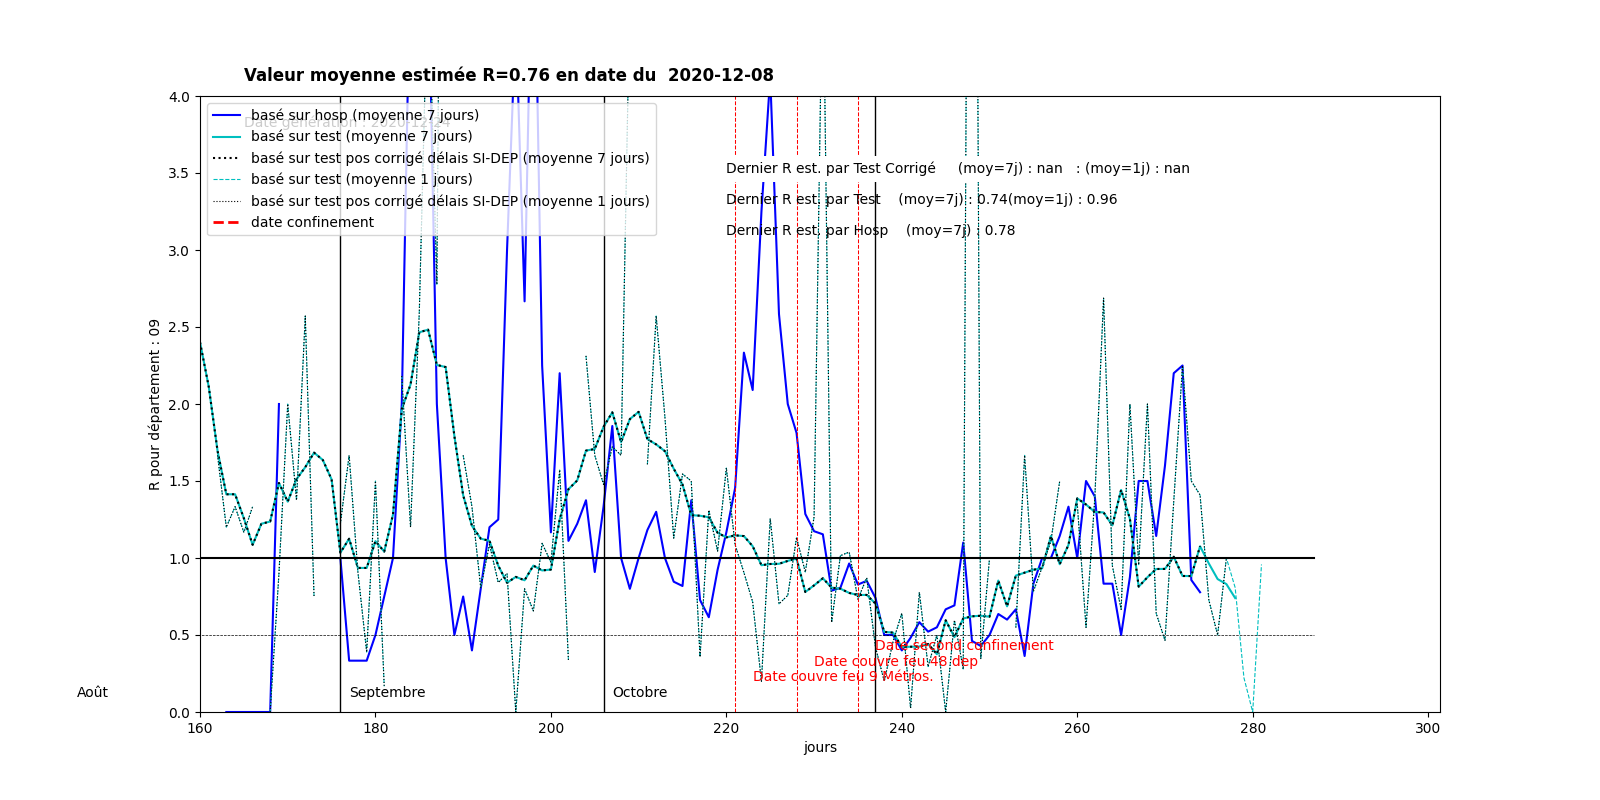 Valeur moyenne estimée R=0.76 en date du  2020-12-08
Date génération : 2020-12-24
basé sur hosp (moyenne 7 jours)
basé sur test (moyenne 7 jours)
basé sur test pos corrigé délais SI-DEP (moyenne 7 jours)
basé sur test (moyenne 1 jours)
basé sur test pos corrigé délais SI-DEP (moyenne 1 jours)
date confinement
Dernier R est. par Test Corrigé     (moy=7j) : nan   : (moy=1j) : nan
Dernier R est. par Test    (moy=7j) : 0.74(moy=1j) : 0.96
Dernier R est. par Hosp    (moy=7j) : 0.78
4.0
3.5
3.0
2.5
2.0
1.5
1.0
0.5
0.0
R pour département : 09
Date second confinement
Date couvre feu 48 dep
Date couvre feu 9 Métros.
Août
Septembre
Octobre
160 180 200 220 240 260 280 300
jours